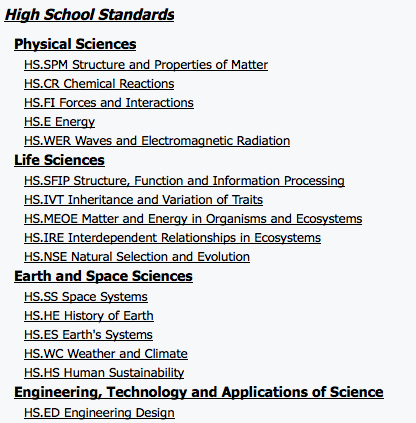 High School Standards
Physical Sciences
HS.SPM Structure and Properties of Matter
HS.CR Chemical Reactions
HS.FI Forces and Interactions
HS.E Energy
HS.WER Waves and Electromagnetic Radiation
Life Sciences
HS.SFIP Structure, Function and Information Processing
HS.IVT Inheritance and Variation of Traits
HS.MEOE Matter and Energy in Organisms and Ecosystems
HS.IRE Interdependent Relationships in Ecosystems
HS.NSE Natural Selection and Evolution
Earth and Space Sciences
HS.SS Space Systems
HS.HE History of Earth
HS.ES Earth's Systems
HS.WC Weather and Climate
HS.HS Human Sustainability
Engineering, Technology and Applications of Science
HS.ED Engineering Design